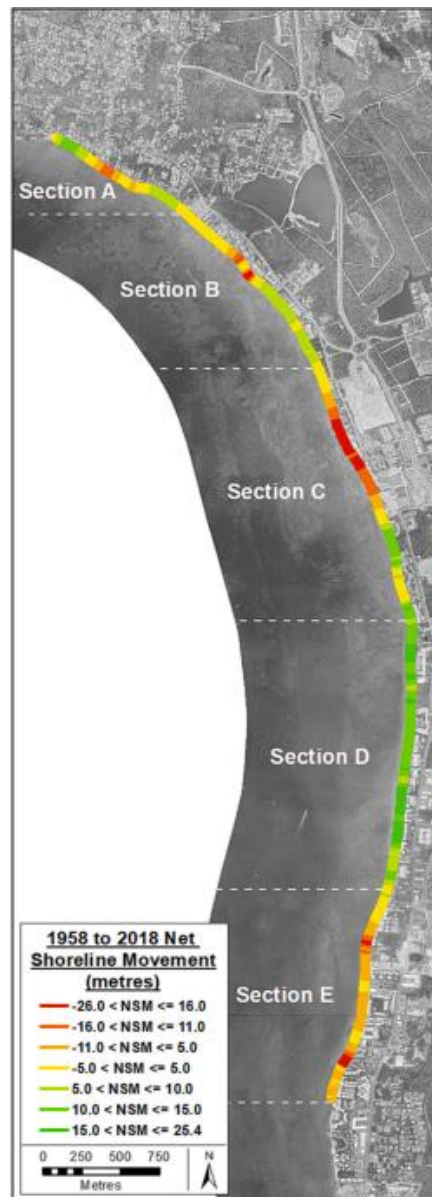 Section A
Section B
Section C
Section D
Section E
1958 to 2018 Net
Shoreline Movement
(metres)
-26.0 < NSM <= 16.0
-16.0 < NSM <= 11.0
-11.0 < NSM <= 5.0
-5.0 < NSM <= 5.0
5.0 < NSM <= 10.0
10.0 < NSM <= 15.0
15.0 < NSM <= 25.4
0 250 500 750
Metres
N